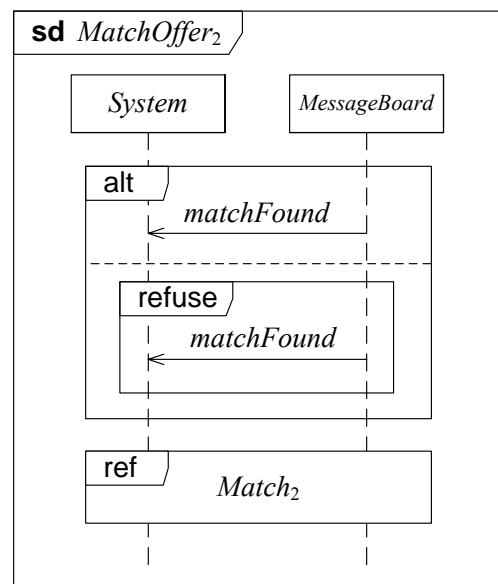 sd MatchOffer₂
System
MessageBoard
alt
matchFound
refuse
matchFound
ref
Match₂